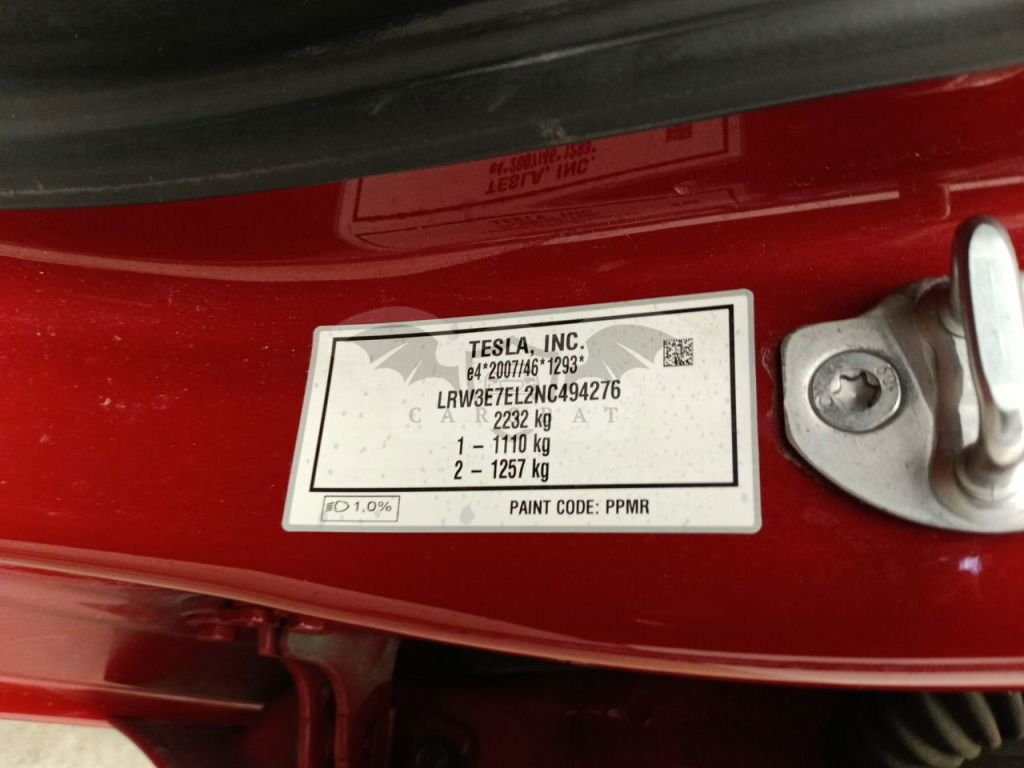 TESLA, INC.
e4*2007/46*1293*
LRW3E7EL2NC494276
2232 kg
1 – 1110 kg
2 – 1257 kg
1,0%
PAINT CODE: PPMR